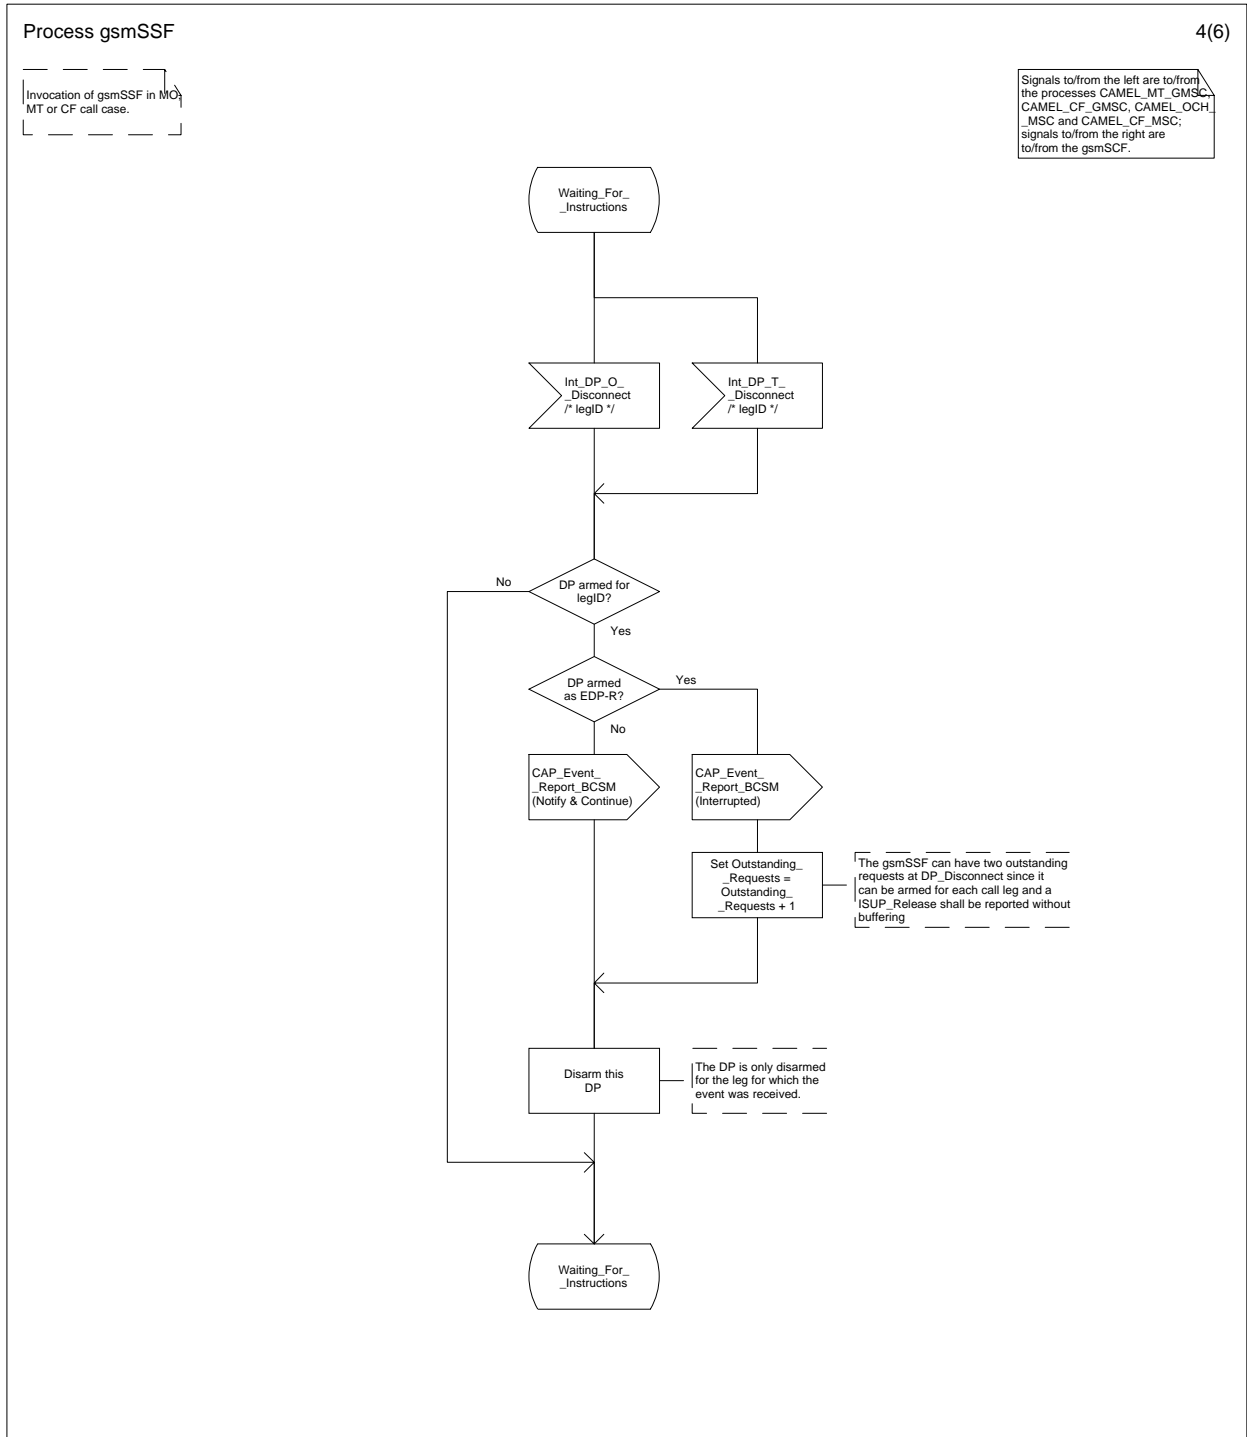 Process gsmSSF
4(6)
Invocation of gsmSSF in MO,
MT or CF call case.
Signals to/from the left are to/from
the processes CAMEL_MT_GMSC,
CAMEL_CF_GMSC, CAMEL_OCH_
_MSC and CAMEL_CF_MSC;
signals to/from the right are
to/from the gsmSCF.
Waiting_For_
_Instructions
Int_DP_O_
_Disconnect
/* legID */
Int_DP_T_
_Disconnect
/* legID */
DP armed for
legID?
No
Yes
DP armed
as EDP-R?
Yes
No
CAP_Event_
_Report_BCSM
(Notify & Continue)
CAP_Event_
_Report_BCSM
(Interrupted)
Set Outstanding_
_Requests =
Outstanding_
_Requests + 1
The gsmSSF can have two outstanding
requests at DP_Disconnect since it
can be armed for each call leg and a
ISUP_Release shall be reported without
buffering
Disarm this
DP
The DP is only disarmed
for the leg for which the
event was received.
Waiting_For_
_Instructions